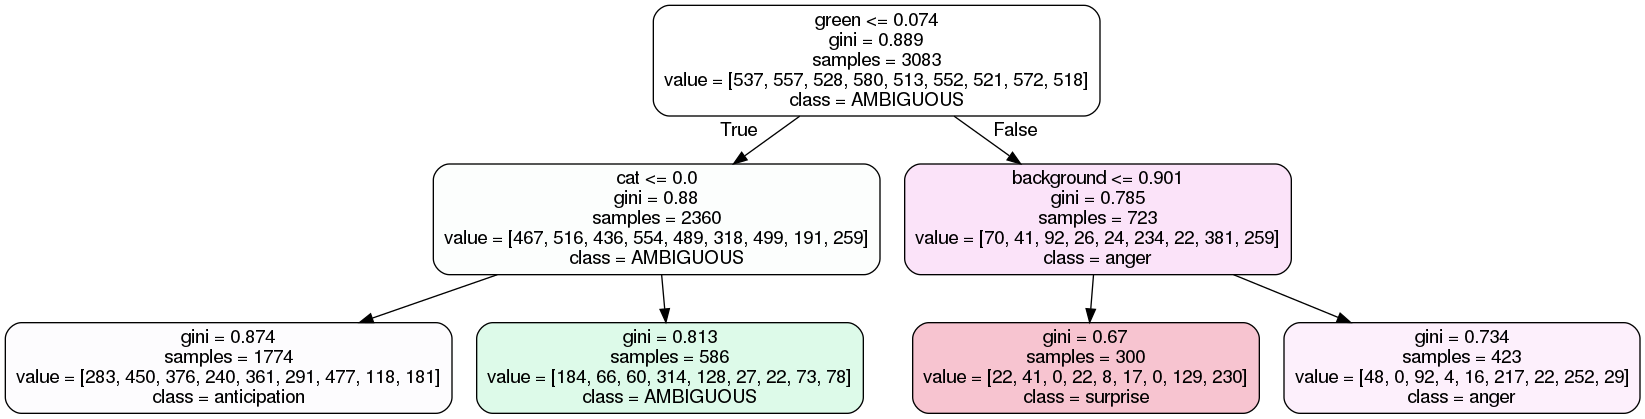 green <= 0.074
gini = 0.889
samples = 3083
value = [537, 557, 528, 580, 513, 552, 521, 572, 518]
class = AMBIGUOUS
True
False
cat <= 0.0
gini = 0.88
samples = 2360
value = [467, 516, 436, 554, 489, 318, 499, 191, 259]
class = AMBIGUOUS
background <= 0.901
gini = 0.785
samples = 723
value = [70, 41, 92, 26, 24, 234, 22, 381, 259]
class = anger
gini = 0.874
samples = 1774
value = [283, 450, 376, 240, 361, 291, 477, 118, 181]
class = anticipation
gini = 0.813
samples = 586
value = [184, 66, 60, 314, 128, 27, 22, 73, 78]
class = AMBIGUOUS
gini = 0.67
samples = 300
value = [22, 41, 0, 22, 8, 17, 0, 129, 230]
class = surprise
gini = 0.734
samples = 423
value = [48, 0, 92, 4, 16, 217, 22, 252, 29]
class = anger